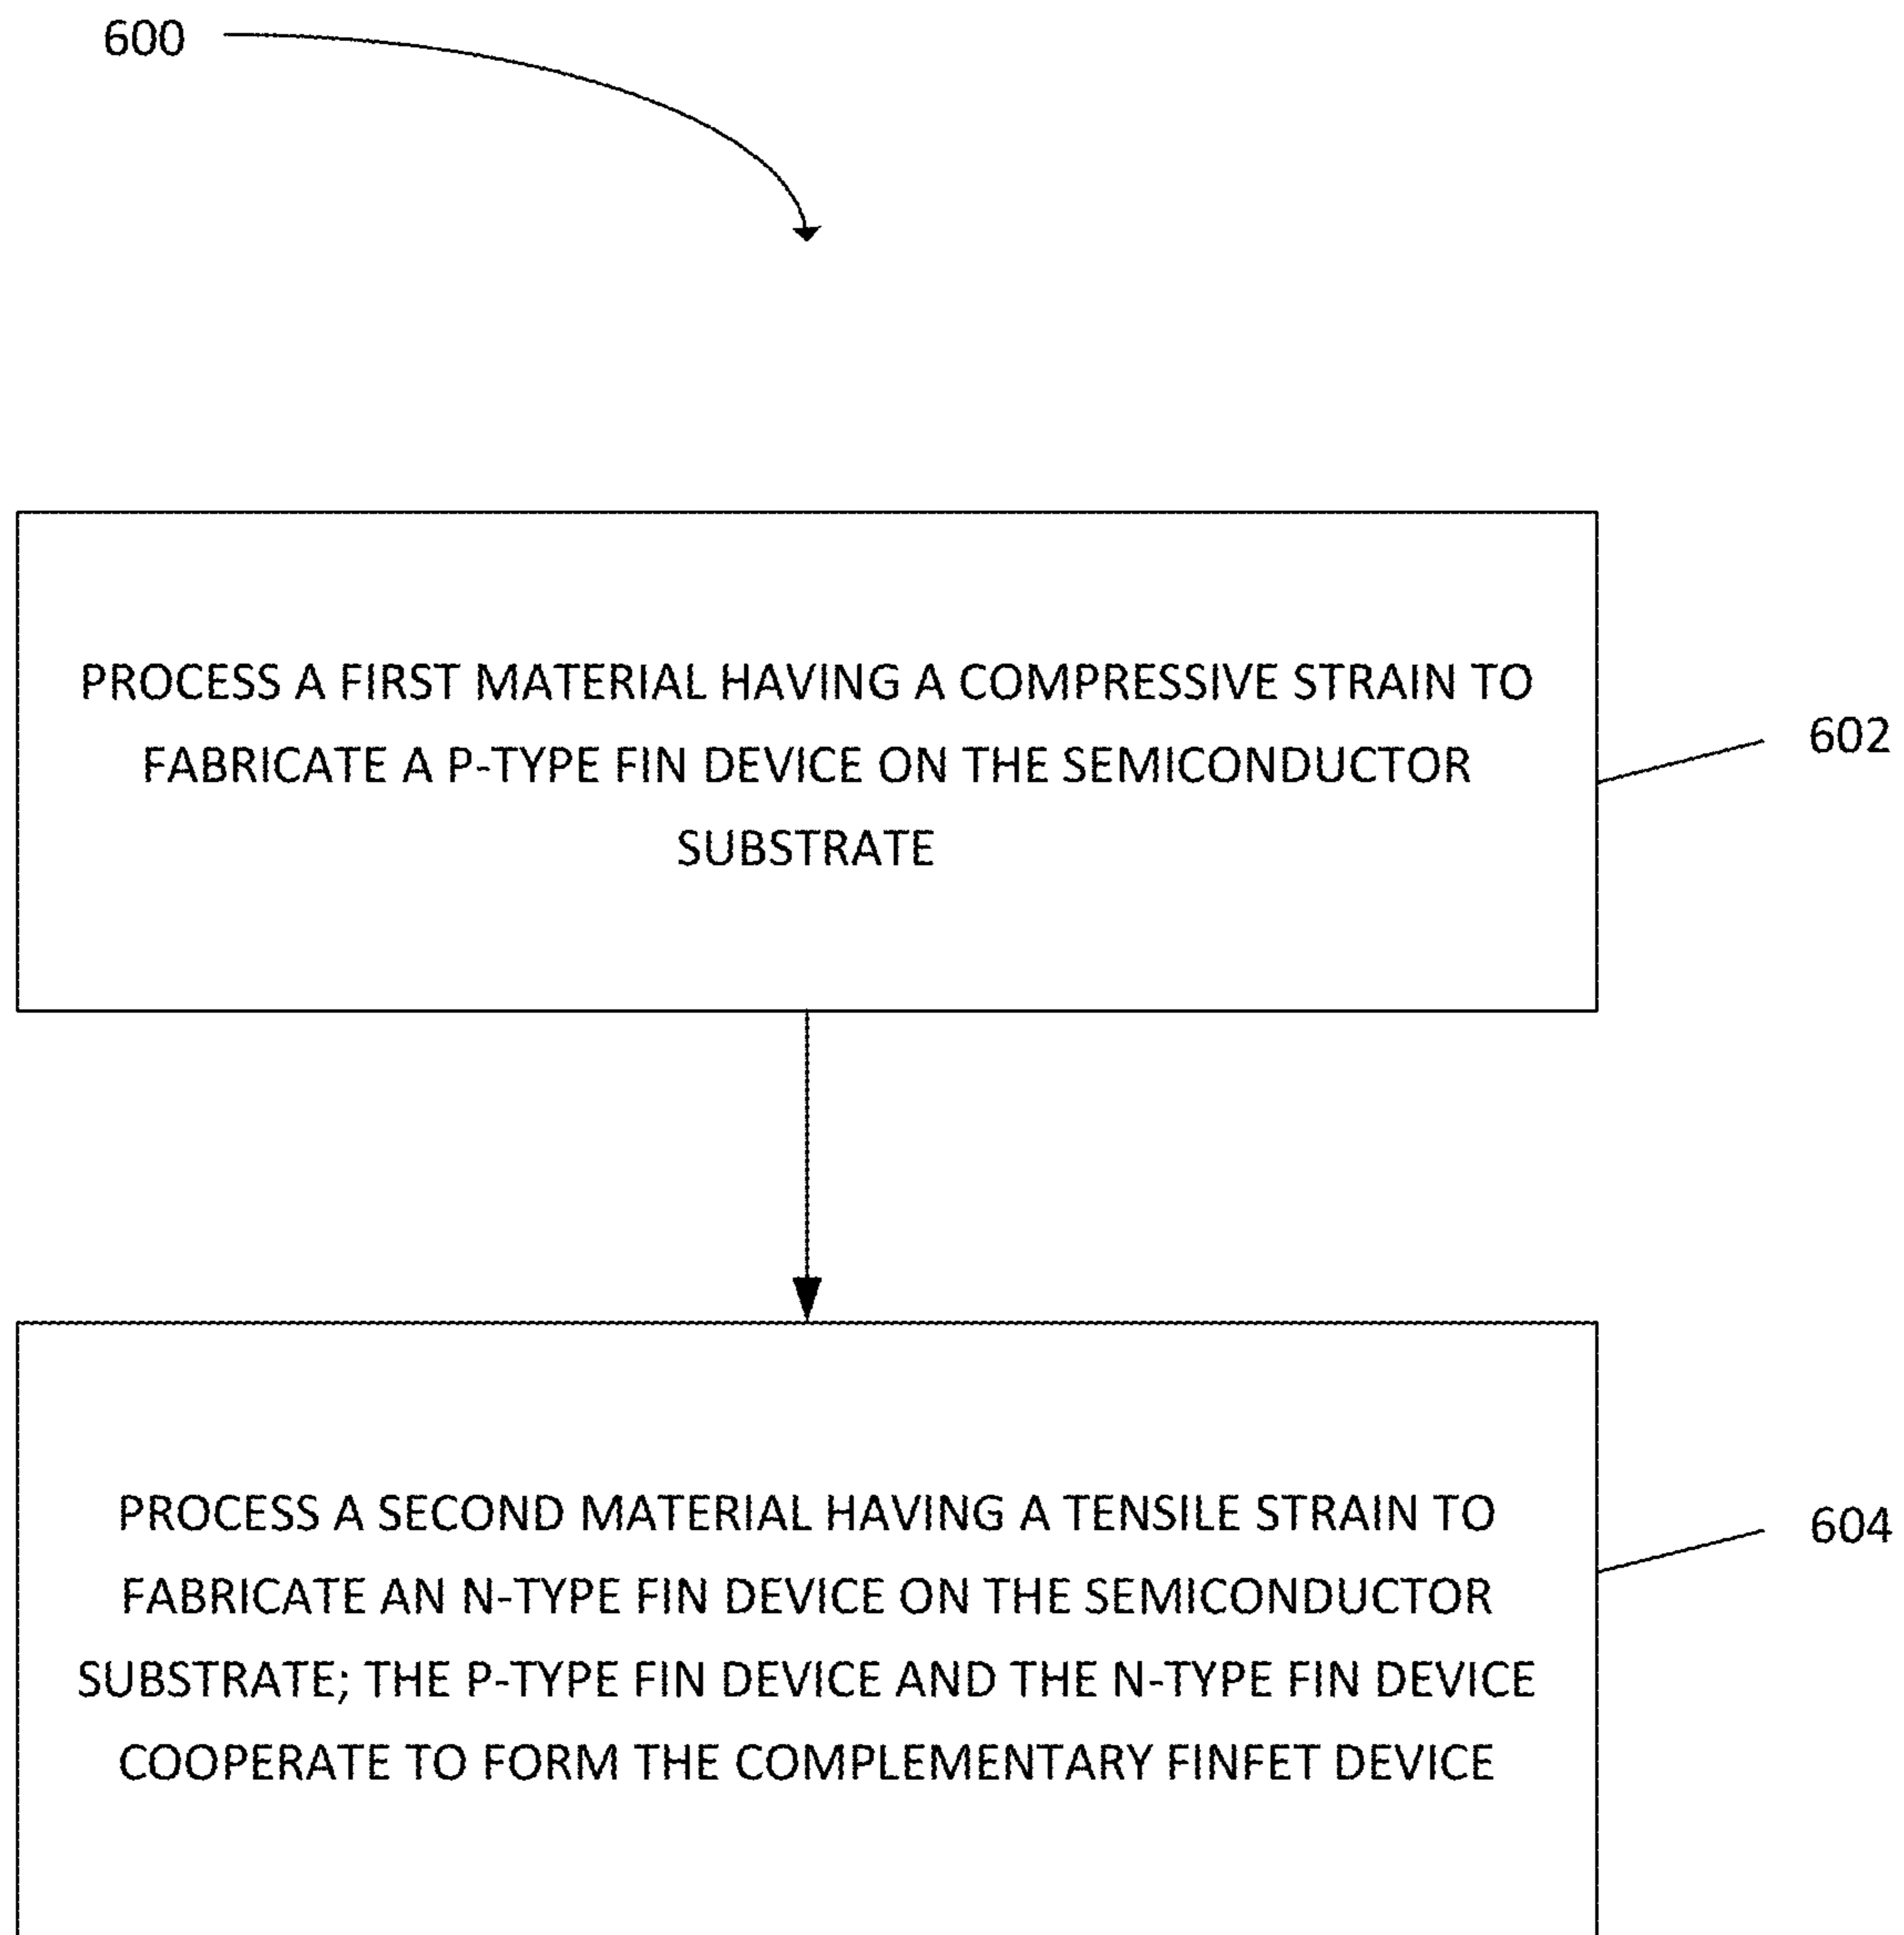 600
PROCESS A FIRST MATERIAL HAVING A COMPRESSIVE STRAIN TO
FABRICATE A P-TYPE FIN DEVICE ON THE SEMICONDUCTOR
SUBSTRATE
602
PROCESS A SECOND MATERIAL HAVING A TENSILE STRAIN TO
FABRICATE AN N-TYPE FIN DEVICE ON THE SEMICONDUCTOR
SUBSTRATE; THE P-TYPE FIN DEVICE AND THE N-TYPE FIN DEVICE
COOPERATE TO FORM THE COMPLEMENTARY FINFET DEVICE
604